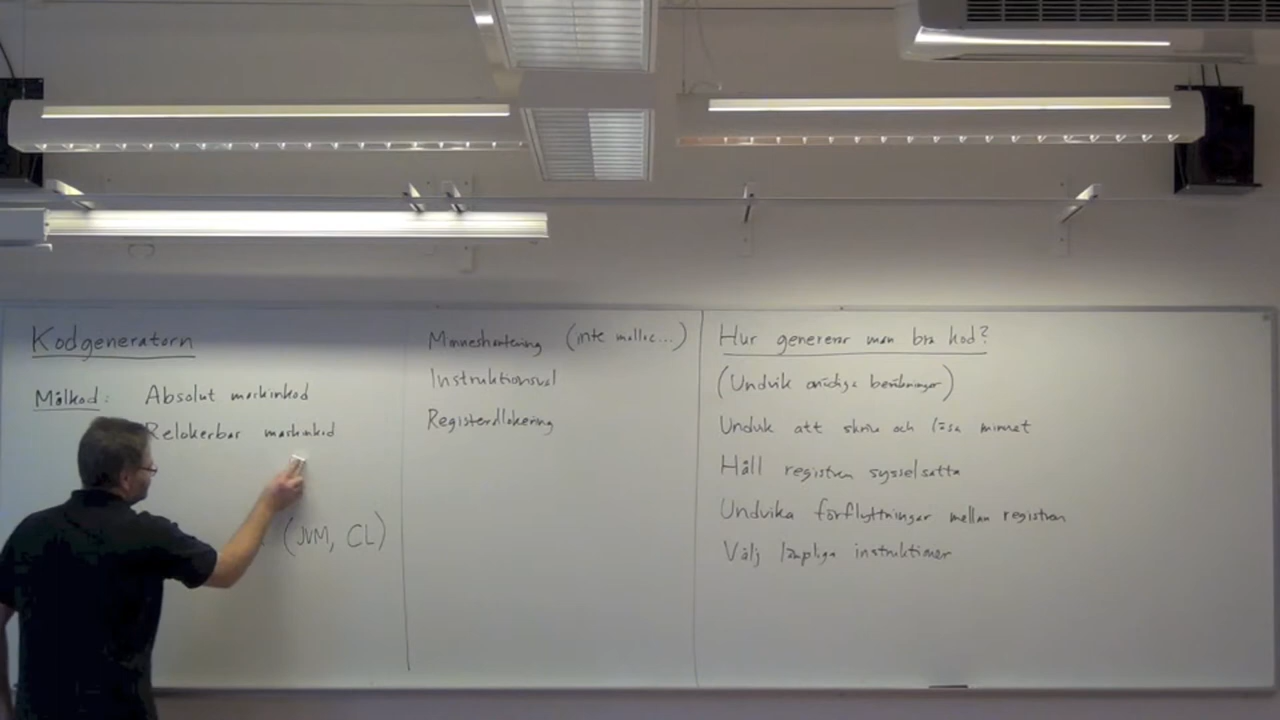 Kodgeneratorn
Målkod: Absolut maskinkod
Relokerbar maskinkod
(JVM, CL)
Minneshantering (inte malloc...)
Instruktionsval
Registerallokering
Hur genererar man bra kod?
(Undvik onödiga beräkningar)
Undvik att skriva och läsa minnet
Håll registren sysselsatta
Undvika förflyttningar mellan registren
Välj lämpliga instruktioner